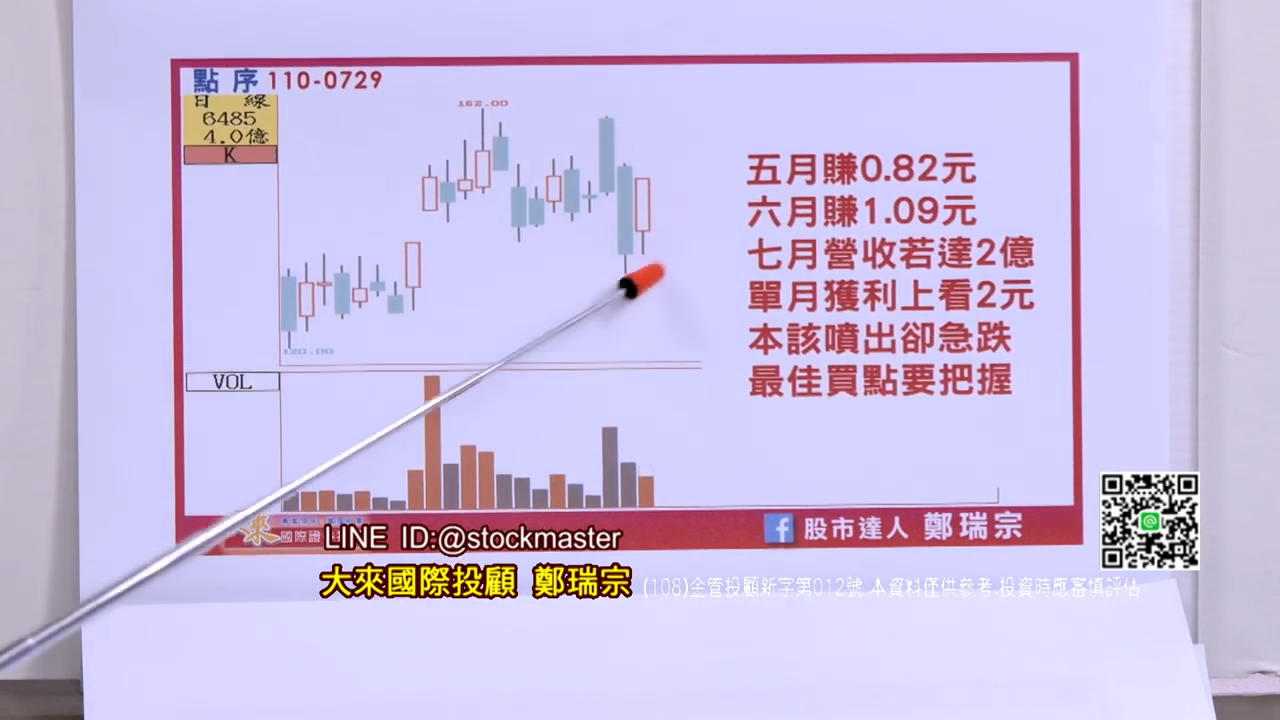 點序 110-0729
日 線
6485
4.0億
K
162.00
120.00
VOL
五月賺0.82元
六月賺1.09元
七月營收若達2億
單月獲利上看2元
本該噴出卻急跌
最佳買點要把握
來
國際證
股市達人 鄭瑞宗
LINE ID:@stockmaster
大來國際投顧 鄭瑞宗
(108)金管投顧新字第012號 本資料僅供參考.投資時應審慎評估